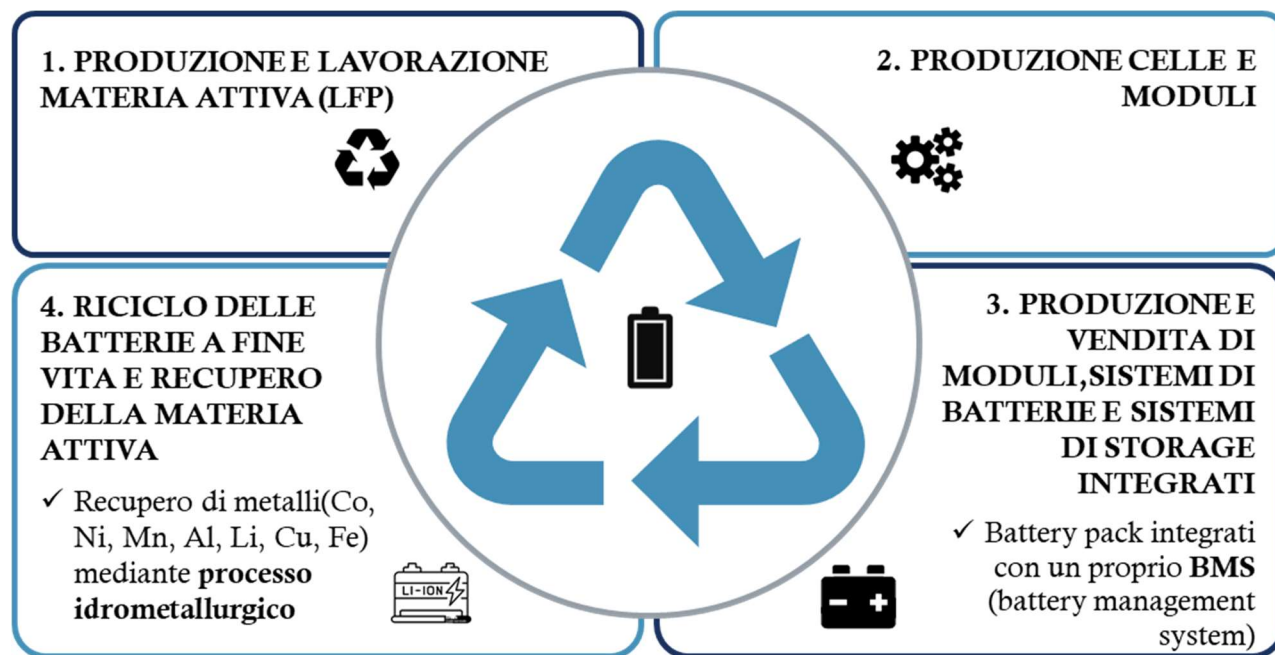 1. PRODUZIONE E LAVORAZIONE
MATERIA ATTIVA (LFP)
2. PRODUZIONE CELLE E
MODULI
3. PRODUZIONE E
VENDITA DI
MODULI,SISTEMI DI
BATTERIE E SISTEMI
DI STORAGE
INTEGRATI
✓ Battery pack integrati
con un proprio BMS
(battery management
system)
4. RICICLO DELLE
BATTERIE A FINE
VITA E RECUPERO
DELLA MATERIA
ATTIVA
✓ Recupero di metalli(Co,
Ni, Mn, Al, Li, Cu, Fe)
mediante processo
idrometallurgico
LI-ION